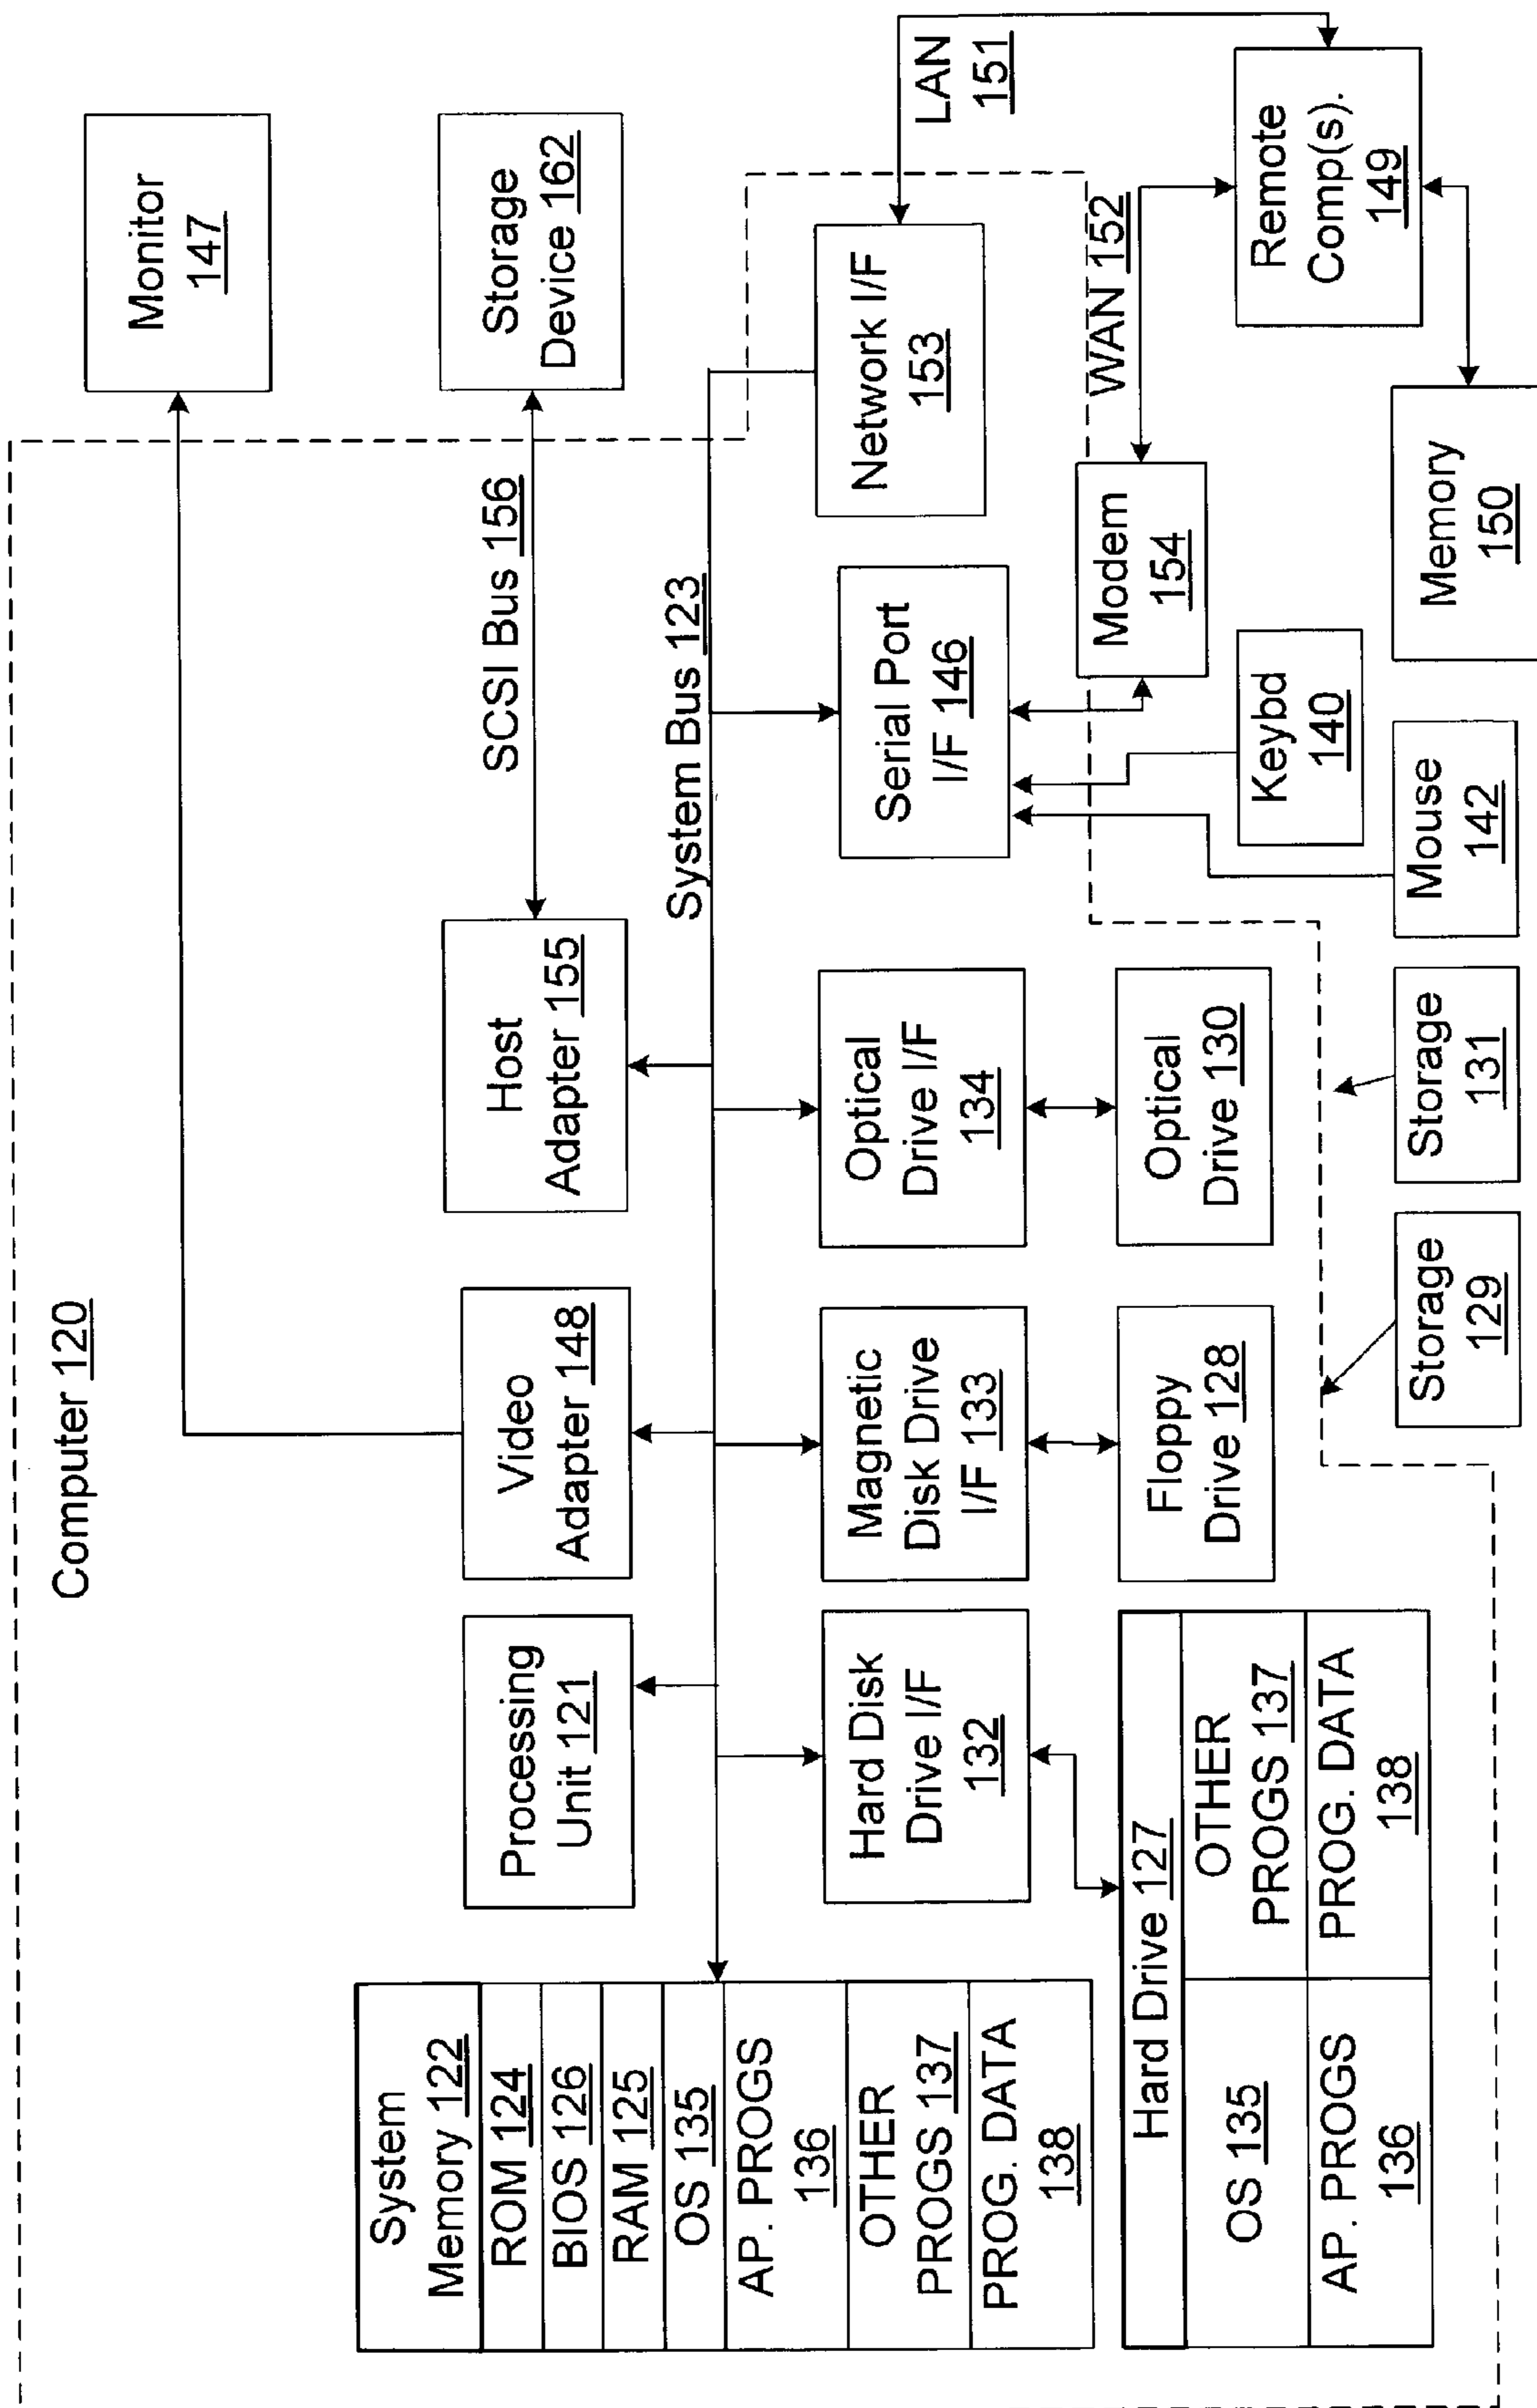 Computer 120
Monitor
147
Storage
Device 162
SCSI Bus 156
Host
Adapter 155
Video
Adapter 148
Processing
Unit 121
System
Memory 122
ROM 124
BIOS 126
RAM 125
OS 135
AP. PROGS
136
OTHER
PROGS 137
PROG. DATA
138
System Bus 123
Hard Disk
Drive I/F
132
Magnetic
Disk Drive
I/F 133
Optical
Drive I/F
134
Serial Port
I/F 146
Network I/F
153
LAN
151
Hard Drive 127
OS 135
OTHER
PROGS 137
AP. PROGS
136
PROG. DATA
138
Floppy
Drive 128
Optical
Drive 130
Modem
154
WAN 152
Keybd
140
Remote
Comp(s).
149
Storage
129
Storage
131
Mouse
142
Memory
150